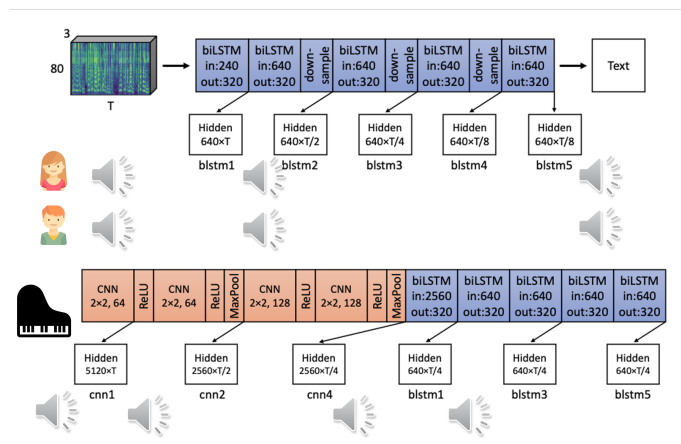 3
80
T
biLSTM
in:240
out:320
biLSTM
in:640
out:320
down-
sample
biLSTM
in:640
out:320
down-
sample
biLSTM
in:640
out:320
down-
sample
biLSTM
in:640
out:320
Text
Hidden
640×T
blstm1
Hidden
640×T/2
blstm2
Hidden
640×T/4
blstm3
Hidden
640×T/8
blstm4
Hidden
640×T/8
blstm5
CNN
2×2, 64
ReLU
CNN
2×2, 64
ReLU
MaxPool
CNN
2×2, 128
ReLU
CNN
2×2, 128
ReLU
MaxPool
biLSTM
in:2560
out:320
biLSTM
in:640
out:320
biLSTM
in:640
out:320
biLSTM
in:640
out:320
biLSTM
in:640
out:320
Hidden
5120×T
cnn1
Hidden
2560×T/2
cnn2
Hidden
2560×T/4
cnn4
Hidden
640×T/4
blstm1
Hidden
640×T/4
blstm3
Hidden
640×T/4
blstm5